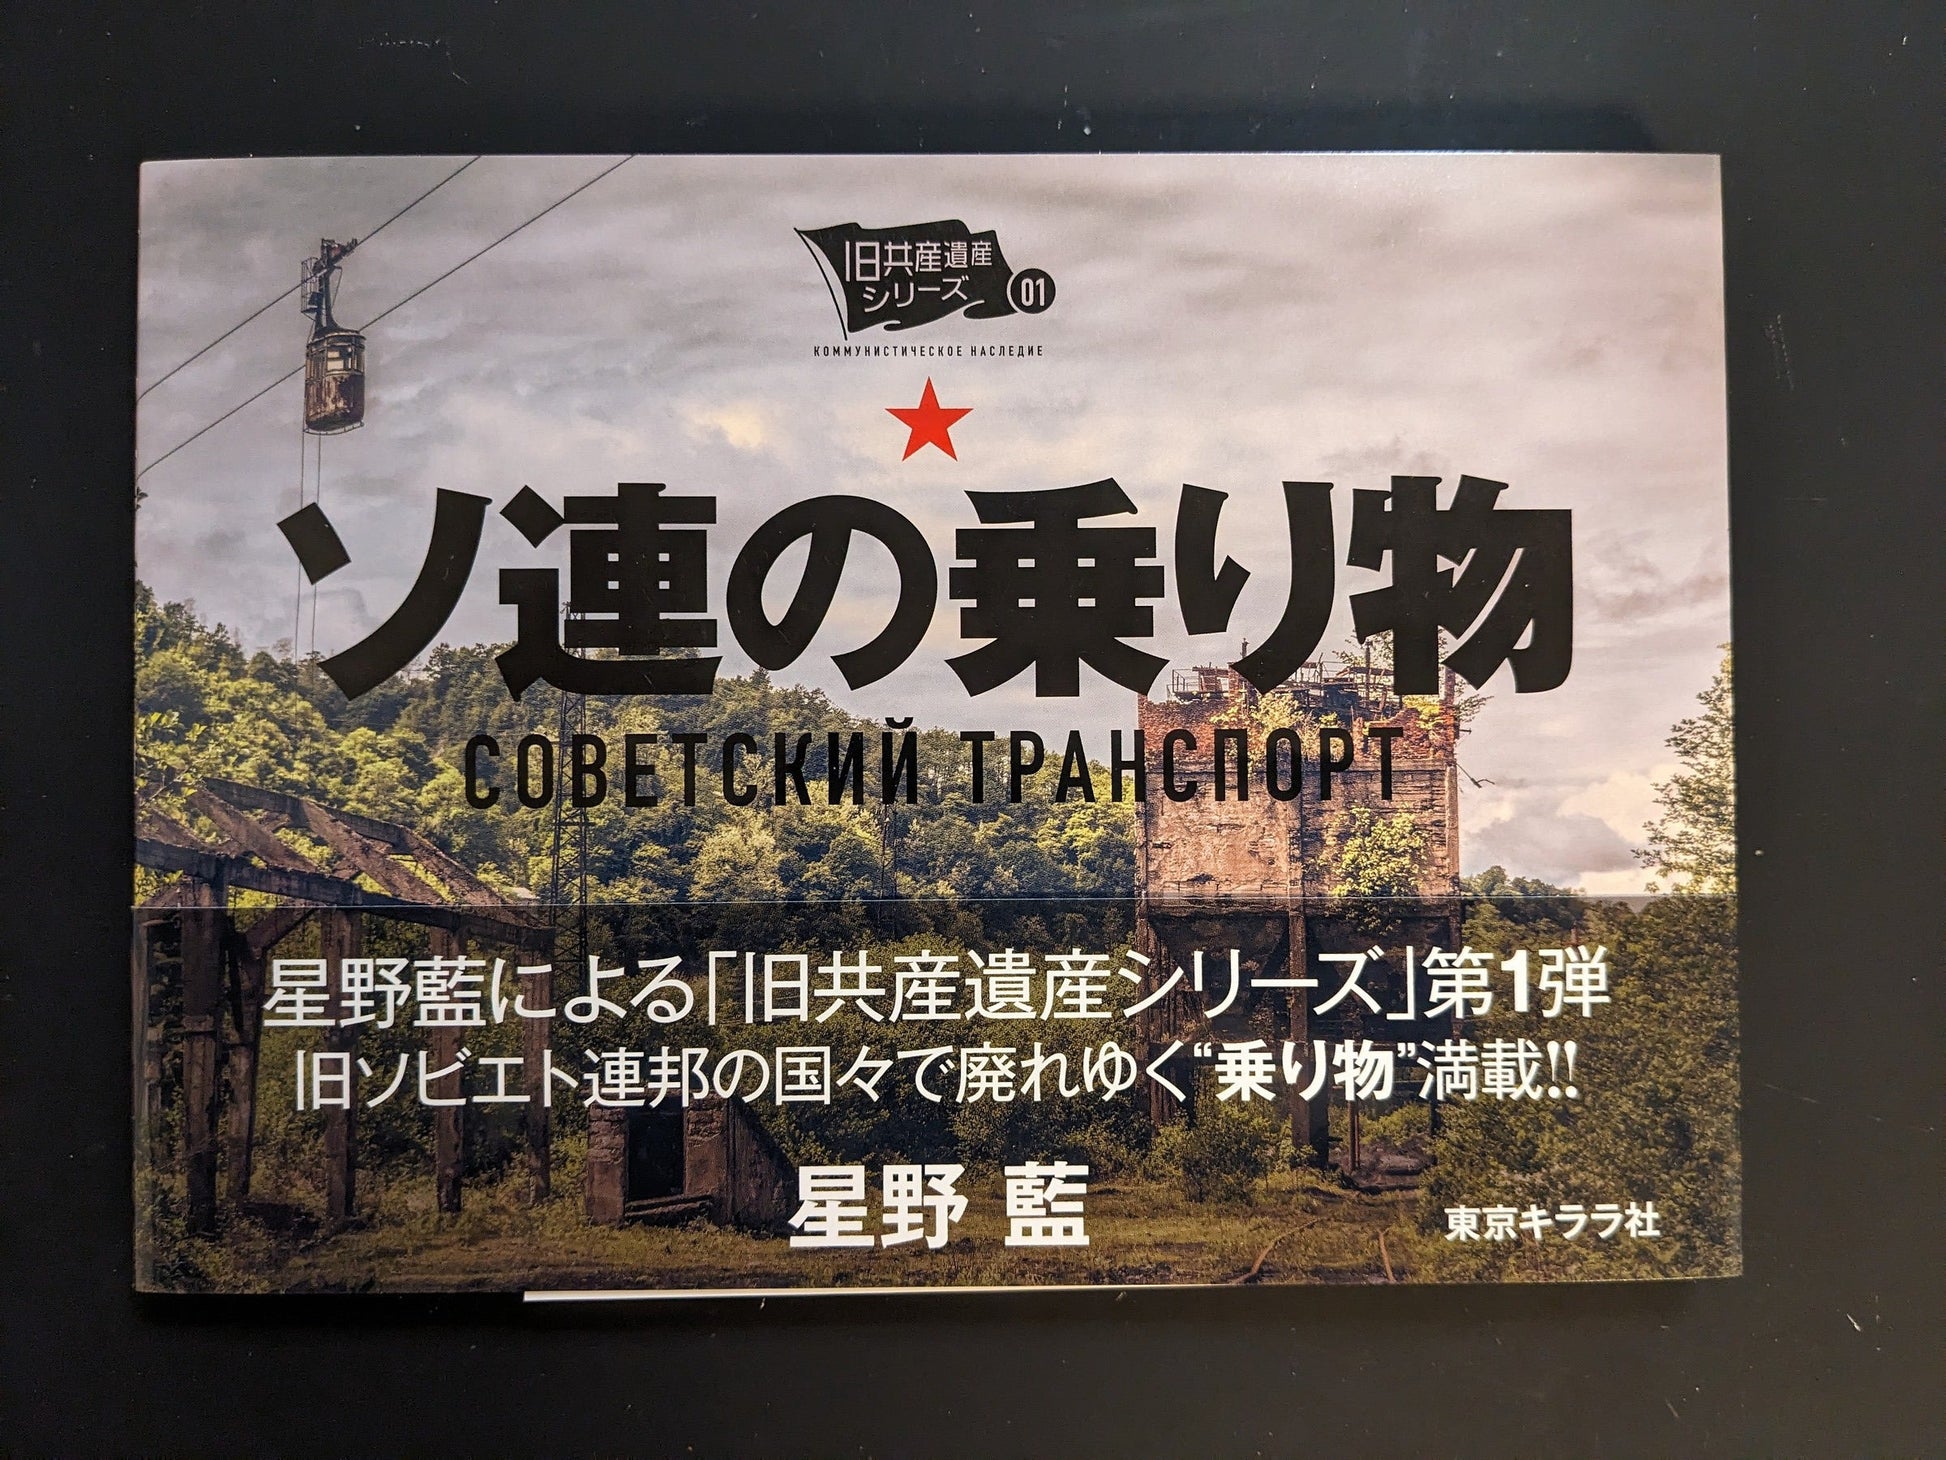 旧共産遺産
シリーズ 01
КОММУНИСТИЧЕСКОЕ НАСЛЕДИЕ
ソ連の乗り物
СОВЕТСКИЙ ТРАНСПОРТ
星野藍による「旧共産遺産シリーズ」第1弾
旧ソビエト連邦の国々で廃れゆく“乗り物”満載!!
星野 藍
東京キララ社